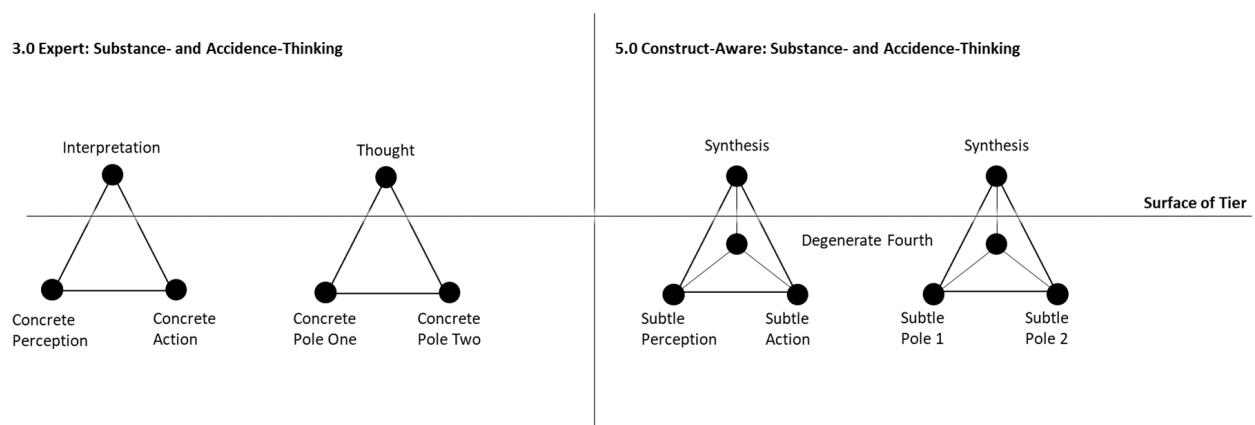 3.0 Expert: Substance- and Accidence-Thinking
5.0 Construct-Aware: Substance- and Accidence-Thinking
Interpretation
Thought
Synthesis
Synthesis
Surface of Tier
Degenerate Fourth
Concrete
Perception
Concrete
Action
Concrete
Pole One
Concrete
Pole Two
Subtle
Perception
Subtle
Action
Subtle
Pole 1
Subtle
Pole 2